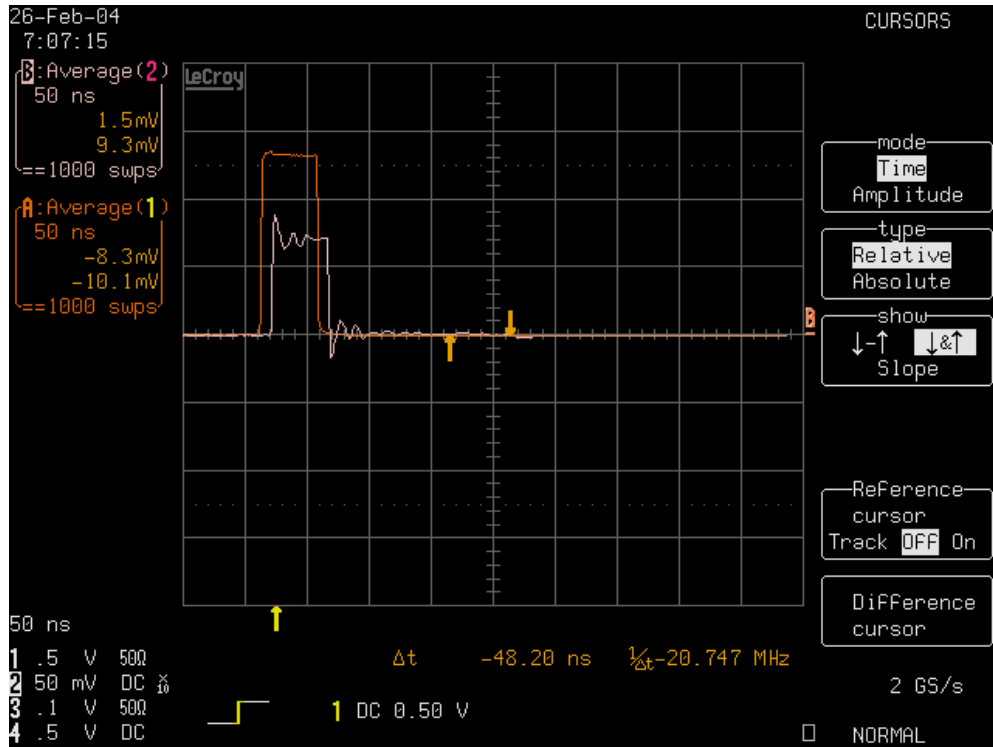 26-Feb-04
7:07:15
B:Average(2)
50 ns
1.5mV
9.3mV
==1000 swps
A:Average(1)
50 ns
-8.3mV
-10.1mV
==1000 swps
LeCroy
B
CURSORS
mode
Time
Amplitude
type
Relative
Absolute
show
↓-↑ ↓&↑
Slope
Reference
cursor
Track OFF On
Difference
cursor
50 ns
1 .5 V 50Ω
2 50 mV DC X10
3 .1 V 50Ω
4 .5 V DC
Δt -48.20 ns 1/Δt-20.747 MHz
1 DC 0.50 V
2 GS/s
NORMAL